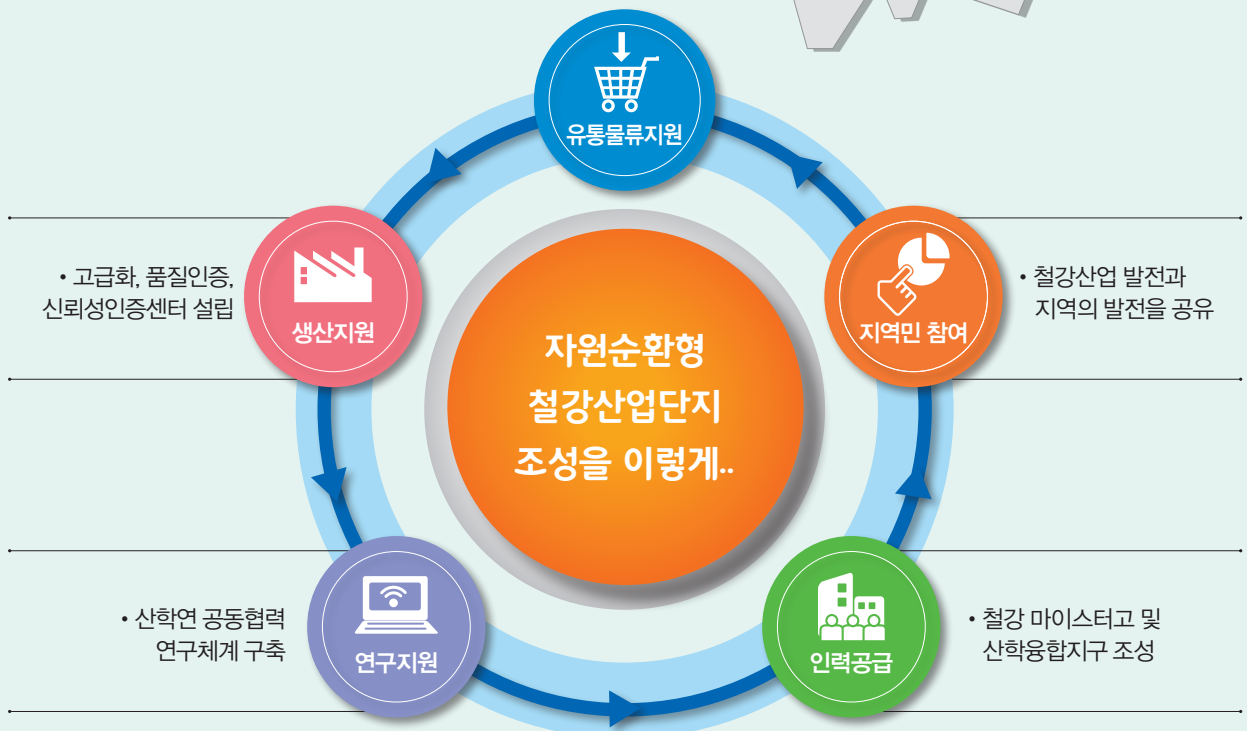 유통물류지원
• 고급화, 품질인증,
신뢰성인증센터 설립
생산지원
자원순환형
철강산업단지
조성을 이렇게..
지역민 참여
• 철강산업 발전과
지역의 발전을 공유
• 산학연 공동협력
연구체계 구축
연구지원
인력공급
• 철강 마이스터고 및
산학융합지구 조성